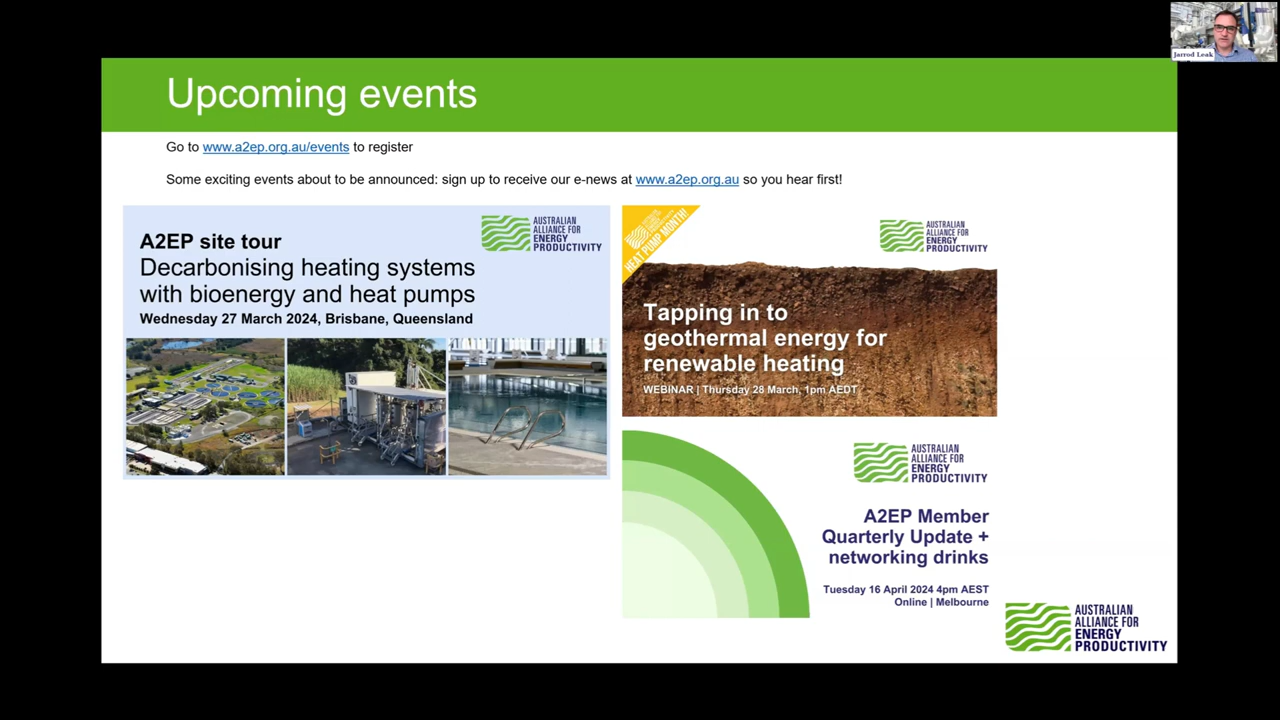 Jarrod Leak
Upcoming events
Go to www.a2ep.org.au/events to register
Some exciting events about to be announced: sign up to receive our e-news at www.a2ep.org.au so you hear first!
AUSTRALIAN
ALLIANCE FOR
ENERGY
PRODUCTIVITY
A2EP site tour
Decarbonising heating systems
with bioenergy and heat pumps
Wednesday 27 March 2024, Brisbane, Queensland
HEAT PUMP MONTH!
AUSTRALIAN
ALLIANCE FOR
ENERGY
PRODUCTIVITY
Tapping in to
geothermal energy for
renewable heating
WEBINAR | Thursday 28 March, 1pm AEDT
AUSTRALIAN
ALLIANCE FOR
ENERGY
PRODUCTIVITY
A2EP Member
Quarterly Update +
networking drinks
Tuesday 16 April 2024 4pm AEST
Online | Melbourne
AUSTRALIAN
ALLIANCE FOR
ENERGY
PRODUCTIVITY